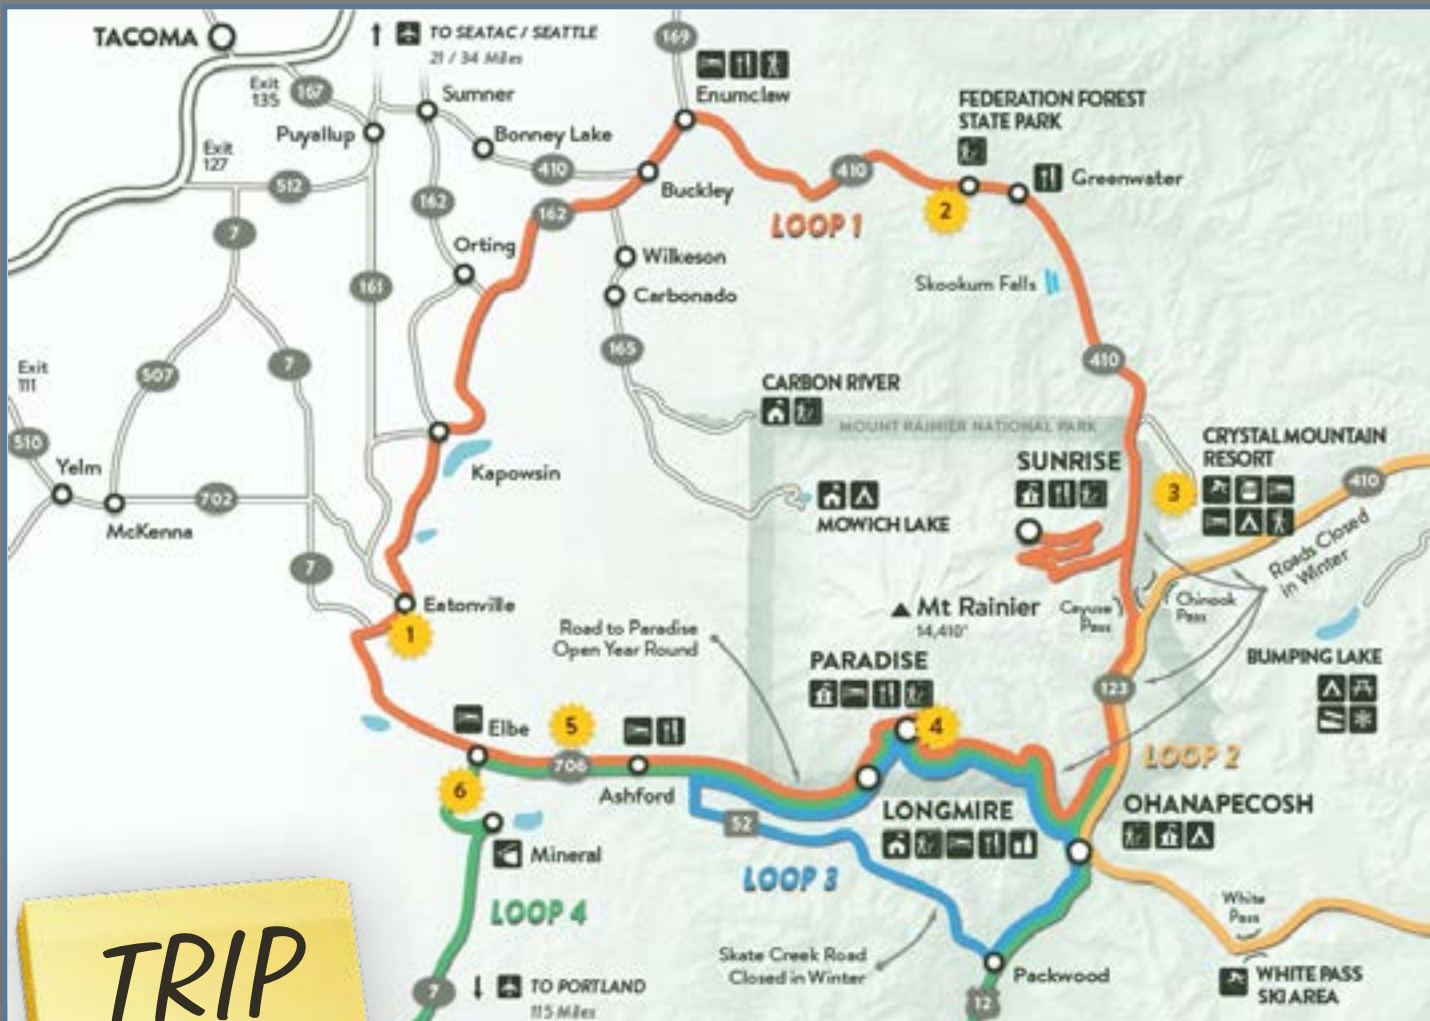 TACOMA
TO SEATAC / SEATTLE
21 / 34 Miles
169
Exit
135
167
Sumner
Enumclaw
FEDERATION FOREST
STATE PARK
Puyallup
Bonney Lake
Exit
127
512
410
Buckley
410
Greenwater
2
7
162
162
LOOP 1
Orting
Wilkeson
Skookum Falls
161
Carbonado
Exit
111
507
7
165
410
CARBON RIVER
MOUNT RAINIER NATIONAL PARK
CRYSTAL MOUNTAIN
RESORT
510
Yelm
Kapowsin
SUNRISE
3
410
702
McKenna
MOWICH LAKE
Roads Closed
in Winter
7
Eatonville
1
Mt Rainier
14,410'
Cayuse
Pass
Chinook
Pass
Road to Paradise
Open Year Round
PARADISE
BUMPING LAKE
123
Elbe
5
4
706
LOOP 2
6
Ashford
LONGMIRE
OHANAPECOSH
52
Mineral
LOOP 3
LOOP 4
White
Pass
Skate Creek Road
Closed in Winter
Packwood
WHITE PASS
SKI AREA
7
TO PORTLAND
115 Miles
12
TRIP